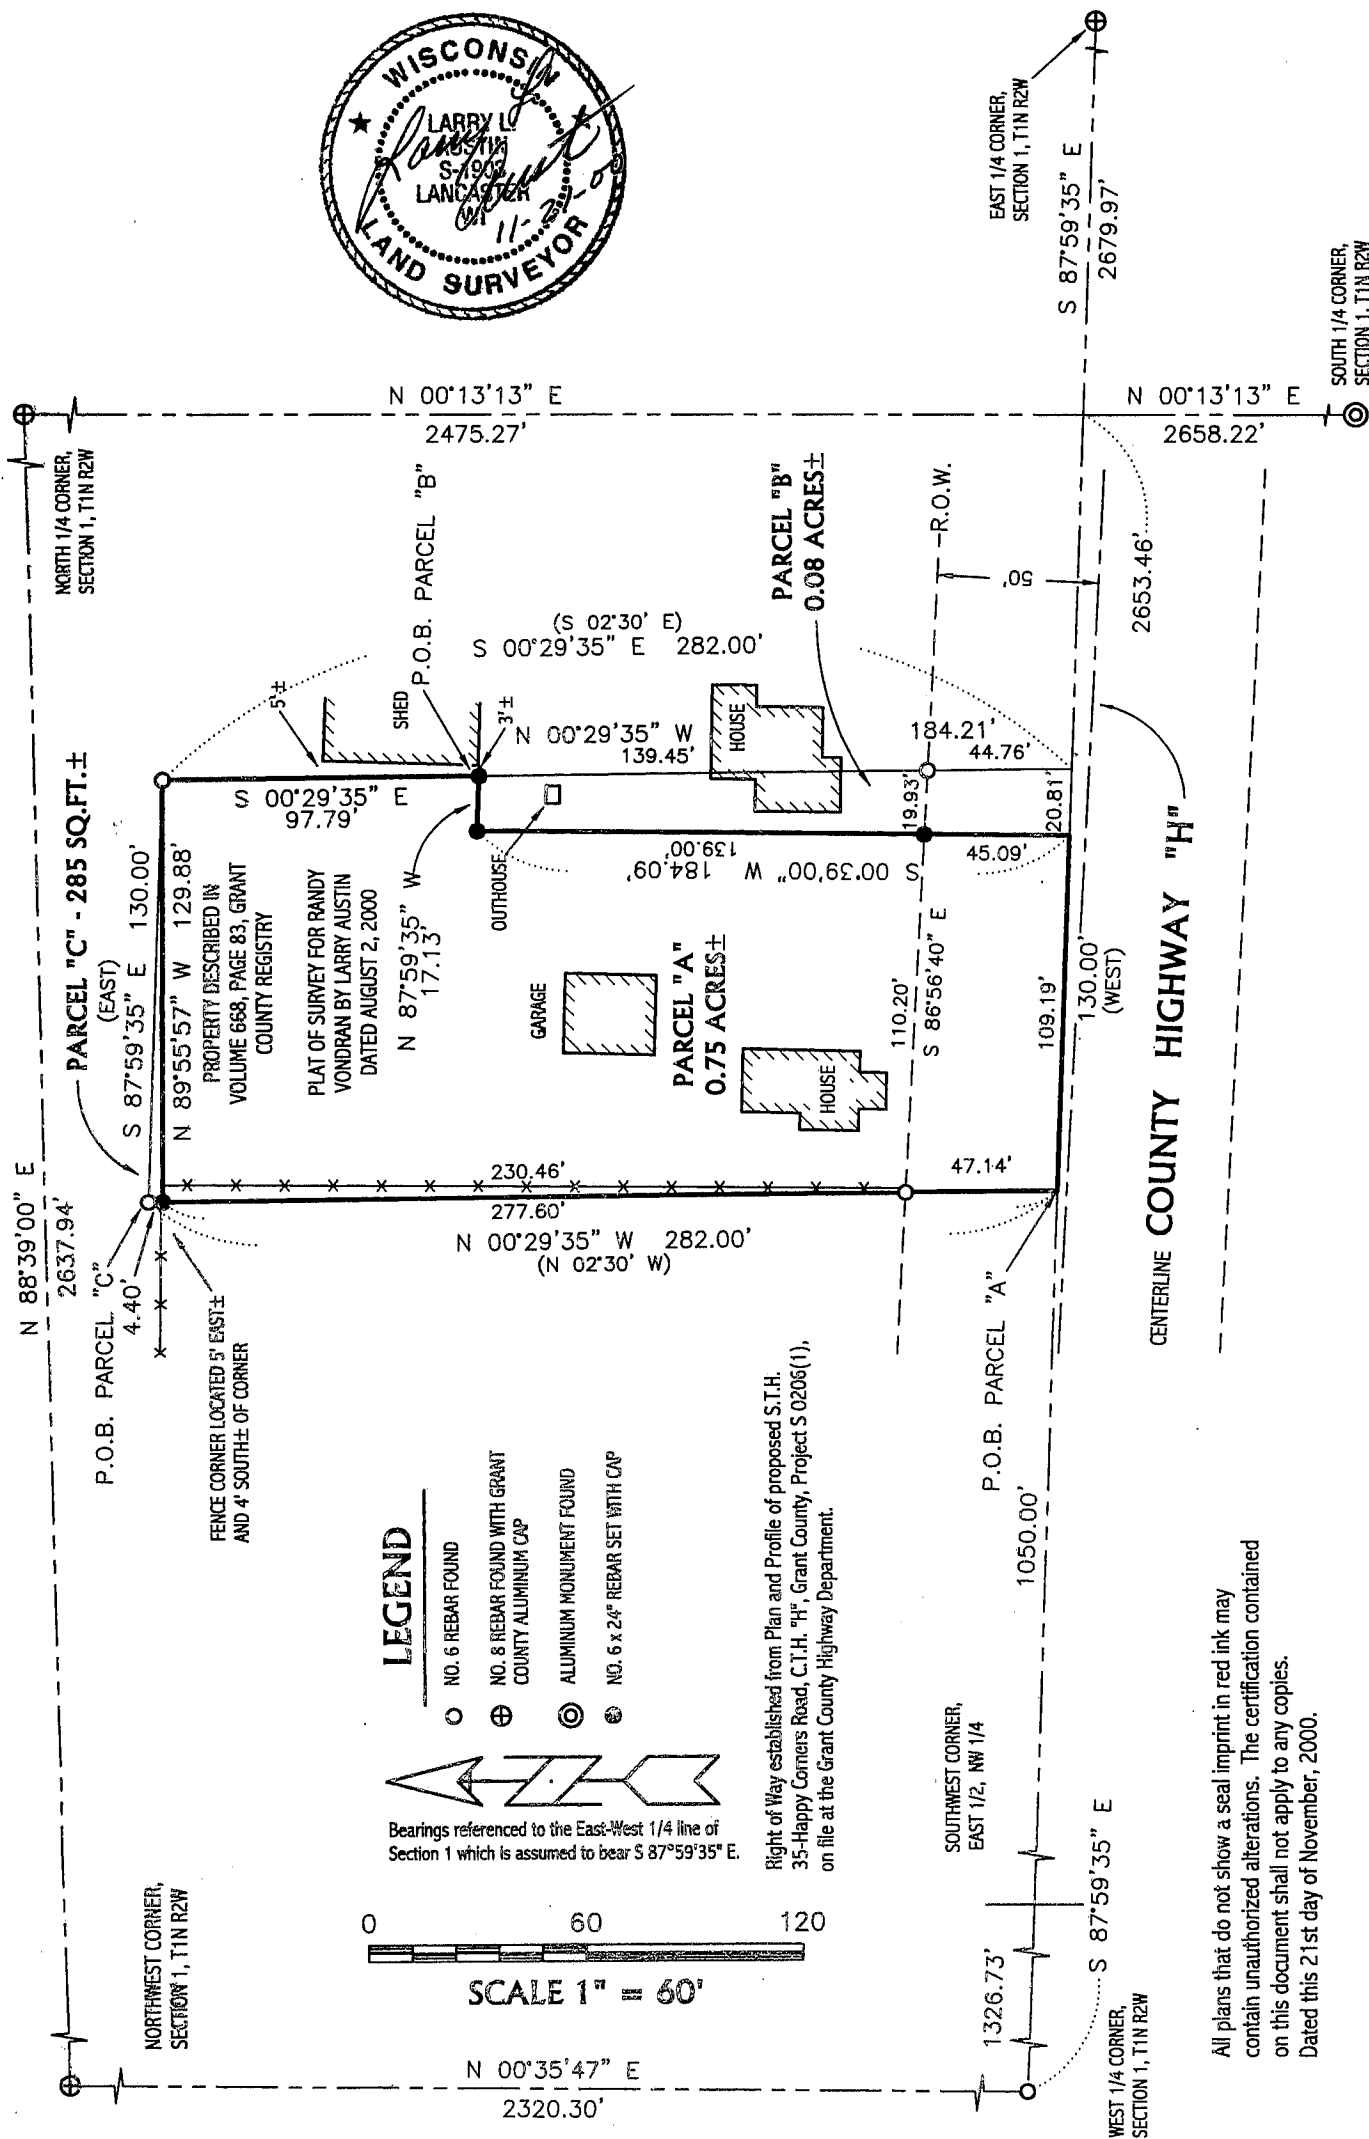 WISCONSIN
LAND SURVEYOR
LARRY L.
AUSTIN
S-1903
LANCASTER
WI
EAST 1/4 CORNER,
SECTION 1, T1N R2W
S 87°59'35" E
2679.97'
SOUTH 1/4 CORNER,
SECTION 1, T1N R2W
N 00°13'13" E
2658.22'
N 00°13'13" E
2475.27'
NORTH 1/4 CORNER,
SECTION 1, T1N R2W
N 88°39'00" E
2637.94'
PARCEL "C" - 285 SQ.FT.±
(EAST)
S 87°59'35" E 130.00'
N 89°55'57" W 129.88'
PROPERTY DESCRIBED IN
VOLUME 668, PAGE 83, GRANT
COUNTY REGISTRY
PLAT OF SURVEY FOR RANDY
VONDRAN BY LARRY AUSTIN
DATED AUGUST 2, 2000
N 87°59'35" W
17.13'
S 00°29'35" E
97.79'
5'±
SHED
P.O.B. PARCEL "B"
3'±
(S 02°30' E)
S 00°29'35" E 282.00'
N 00°29'35" W
139.45'
184.21'
44.76'
HOUSE
PARCEL "B"
0.08 ACRES±
R.O.W.
50'
2653.46'
OUTHOUSE
S 00°39'00" W 184.09'
139.00'
19.93'
45.09'
20.81'
GARAGE
PARCEL "A"
0.75 ACRES±
HOUSE
110.20'
S 86°56'40" E
109.19'
130.00'
(WEST)
CENTERLINE COUNTY HIGHWAY "H"
230.46'
277.60'
47.14'
N 00°29'35" W 282.00'
(N 02°30' W)
P.O.B. PARCEL "C"
4.40'
FENCE CORNER LOCATED 5' EAST±
AND 4' SOUTH± OF CORNER
P.O.B. PARCEL "A"
1050.00'
LEGEND
NO. 6 REBAR FOUND
NO. 8 REBAR FOUND WITH GRANT
COUNTY ALUMINUM CAP
ALUMINUM MONUMENT FOUND
NO. 6 x 24" REBAR SET WITH CAP
Bearings referenced to the East-West 1/4 line of
Section 1 which is assumed to bear S 87°59'35" E.
Right of Way established from Plan and Profile of proposed S.T.H.
35-Happy Corners Road, C.T.H. "H", Grant County, Project S 0206(1),
on file at the Grant County Highway Department.
0 60 120
SCALE 1" = 60'
NORTHWEST CORNER,
SECTION 1, T1N R2W
N 00°35'47" E
2320.30'
SOUTHWEST CORNER,
EAST 1/2, NW 1/4
1326.73'
S 87°59'35" E
WEST 1/4 CORNER,
SECTION 1, T1N R2W
All plans that do not show a seal imprint in red ink may
contain unauthorized alterations. The certification contained
on this document shall not apply to any copies.
Dated this 21st day of November, 2000.